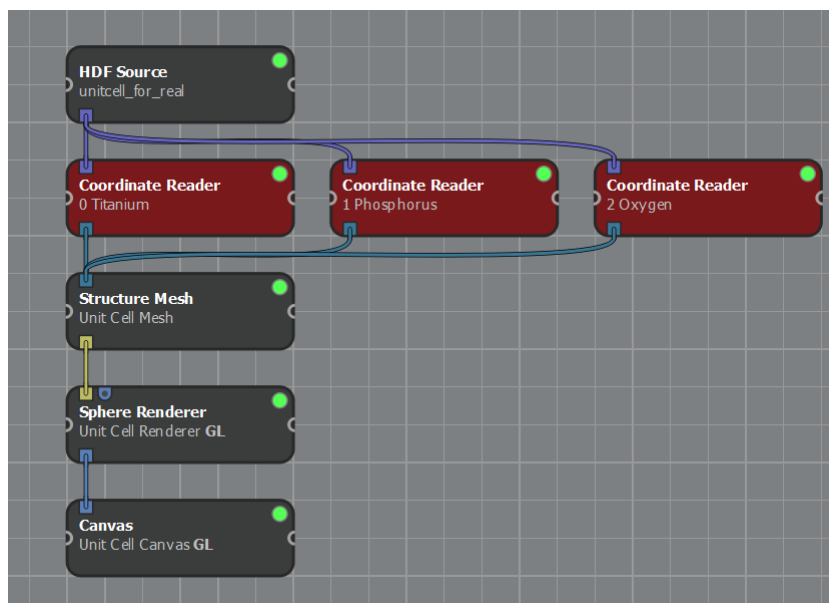 HDF Source
unitcell_for_real
Coordinate Reader
0 Titanium
Coordinate Reader
1 Phosphorus
Coordinate Reader
2 Oxygen
Structure Mesh
Unit Cell Mesh
Sphere Renderer
Unit Cell Renderer GL
Canvas
Unit Cell Canvas GL